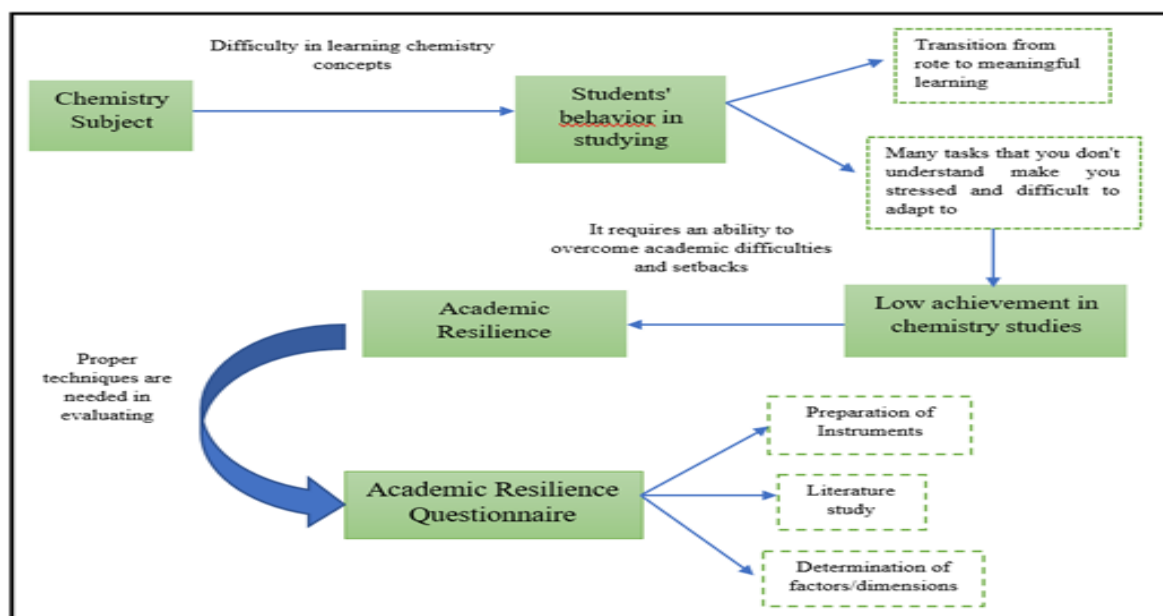 Difficulty in learning chemistry
concepts
Chemistry
Subject
Students'
behavior in
studying
Transition from
rote to meaningful
learning
Many tasks that you don't
understand make you
stressed and difficult to
adapt to
It requires an ability to
overcome academic difficulties
and setbacks
Low achievement in
chemistry studies
Academic
Resilience
Proper
techniques are
needed in
evaluating
Academic Resilience
Questionnaire
Preparation of
Instruments
Literature
study
Determination of
factors/dimensions